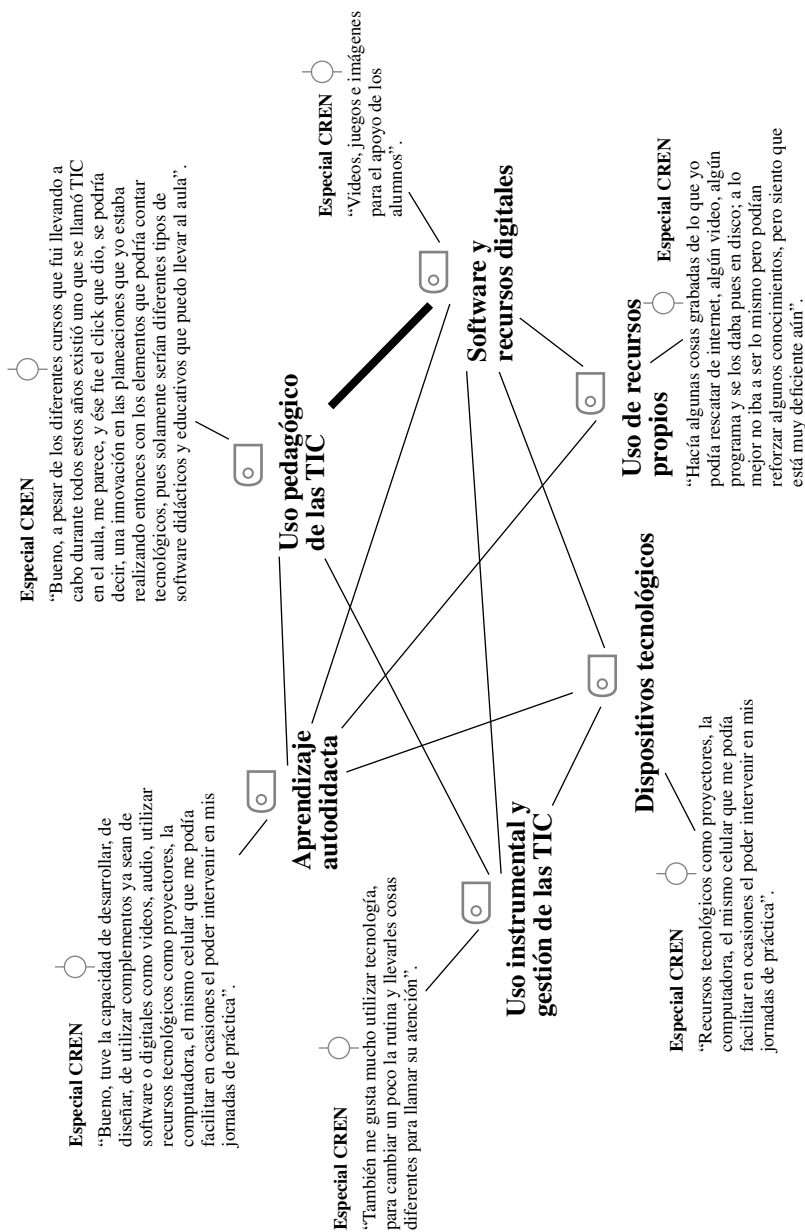 Especial CREN
“Bueno, tuve la capacidad de desarrollar, de
diseñar, de utilizar complementos ya sean de
software o digitales como videos, audio, utilizar
recursos tecnológicos como proyectores, la
computadora, el mismo celular que me podía
facilitar en ocasiones el poder intervenir en mis
jornadas de práctica”.
Especial CREN
“Bueno, a pesar de los diferentes cursos que fui llevando a
cabo durante todos estos años existió uno que se llamó TIC
en el aula, me parece, y ése fue el click que dio, se podría
decir, una innovación en las planeaciones que yo estaba
realizando entonces con los elementos que podría contar
tecnológicos, pues solamente serían diferentes tipos de
software didácticos y educativos que puedo llevar al aula”.
Aprendizaje
autodidacta
Uso pedagógico
de las TIC
Especial CREN
“También me gusta mucho utilizar tecnología,
para cambiar un poco la rutina y llevarles cosas
diferentes para llamar su atención”.
Especial CREN
“Videos, juegos e imágenes
para el apoyo de los
alumnos”.
Uso instrumental y
gestión de las TIC
Software y
recursos digitales
Dispositivos tecnológicos
Uso de recursos
propios
Especial CREN
“Recursos tecnológicos como proyectores, la
computadora, el mismo celular que me podía
facilitar en ocasiones el poder intervenir en mis
jornadas de práctica”.
Especial CREN
“Hacía algunas cosas grabadas de lo que yo
podía rescatar de internet, algún video, algún
programa y se los daba pues en disco; a lo
mejor no iba a ser lo mismo pero podían
reforzar algunos conocimientos, pero siento que
está muy deficiente aún”.